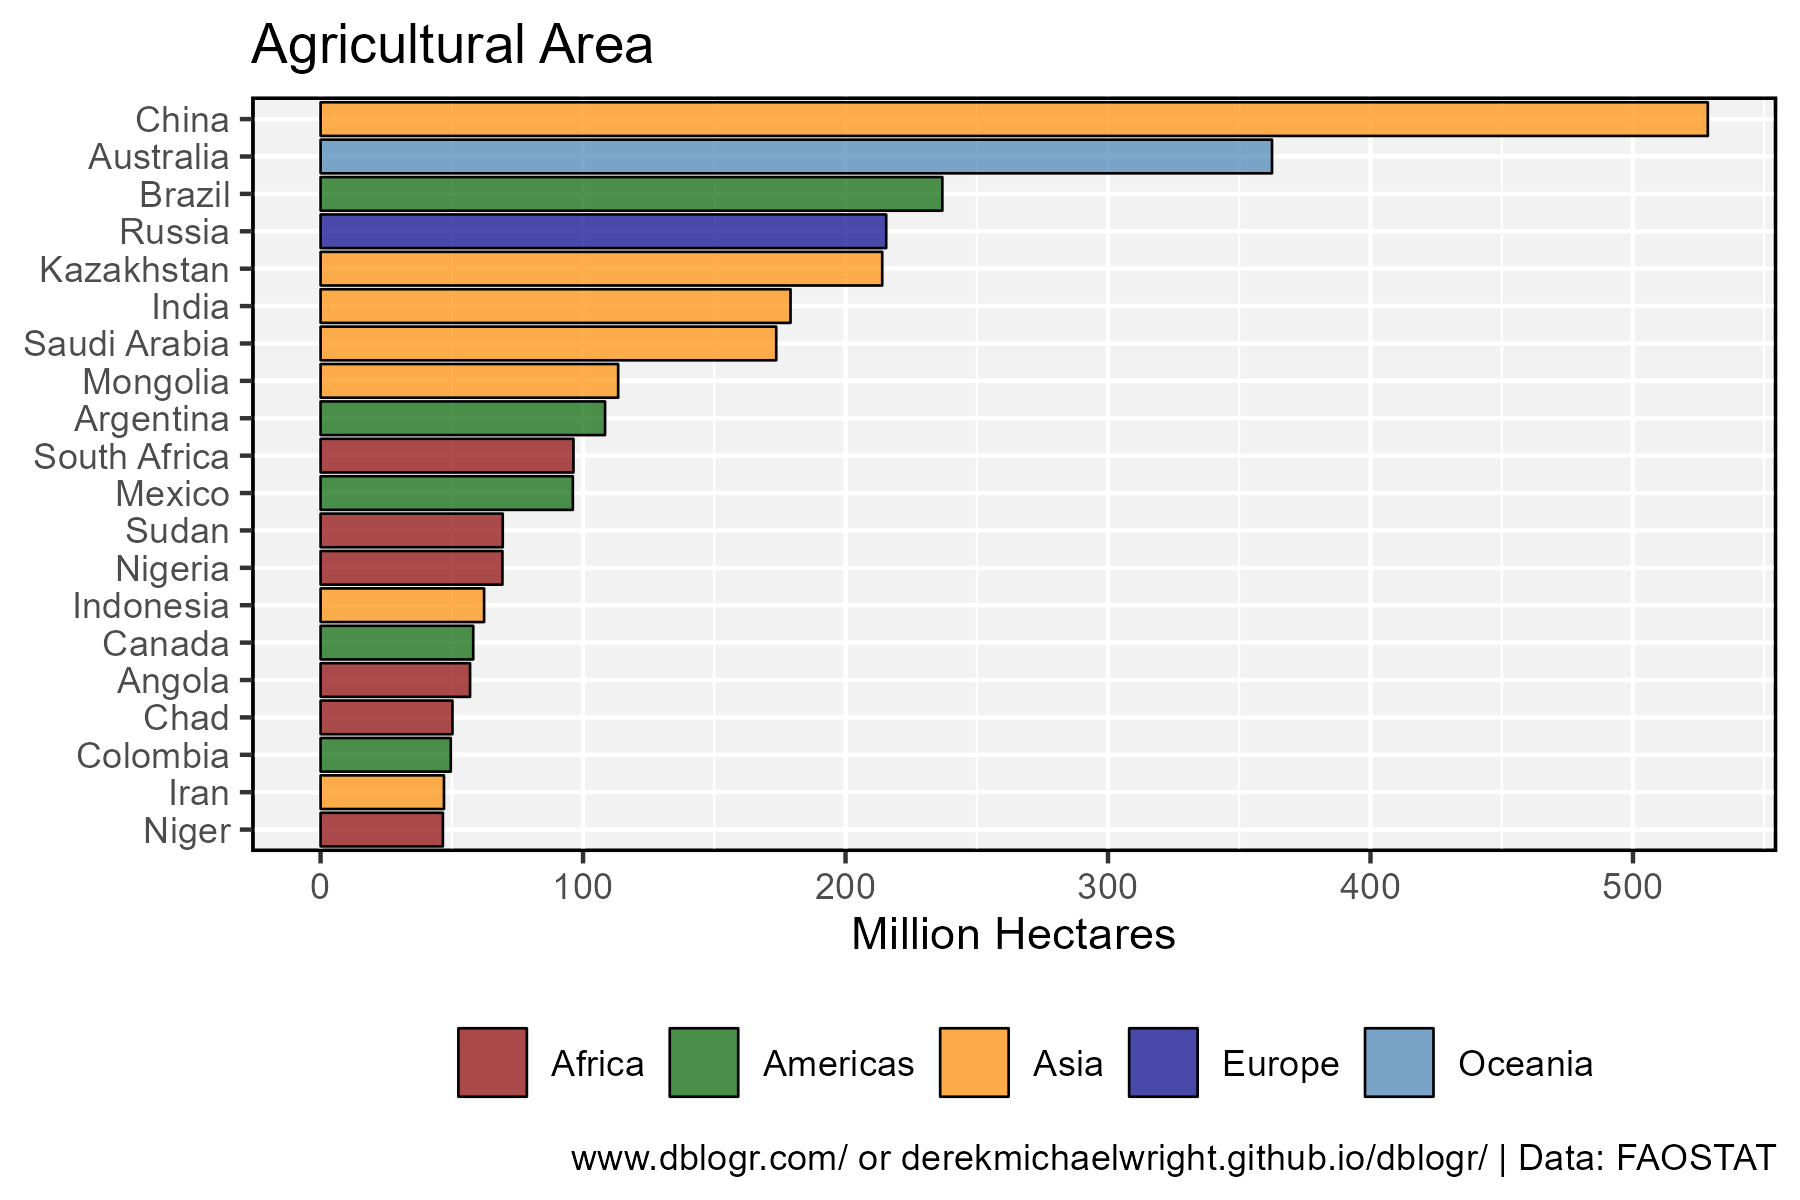 Agricultural Area
China
Australia
Brazil
Russia
Kazakhstan
India
Saudi Arabia
Mongolia
Argentina
South Africa
Mexico
Sudan
Nigeria
Indonesia
Canada
Angola
Chad
Colombia
Iran
Niger
0 100 200 300 400 500
Million Hectares
Africa Americas Asia Europe Oceania
www.dblogr.com/ or derekmichaelwright.github.io/dblogr/ | Data: FAOSTAT